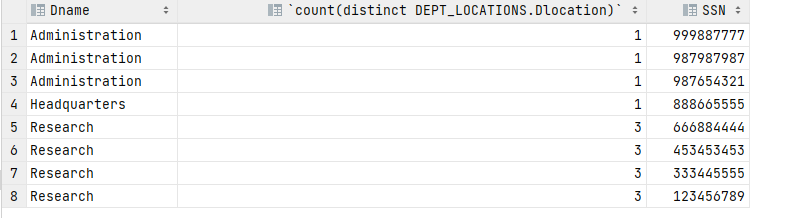 Dname `count(distinct DEPT_LOCATIONS.Dlocation)` SSN
1 Administration 1 999887777
2 Administration 1 987987987
3 Administration 1 987654321
4 Headquarters 1 888665555
5 Research 3 666884444
6 Research 3 453453453
7 Research 3 333445555
8 Research 3 123456789